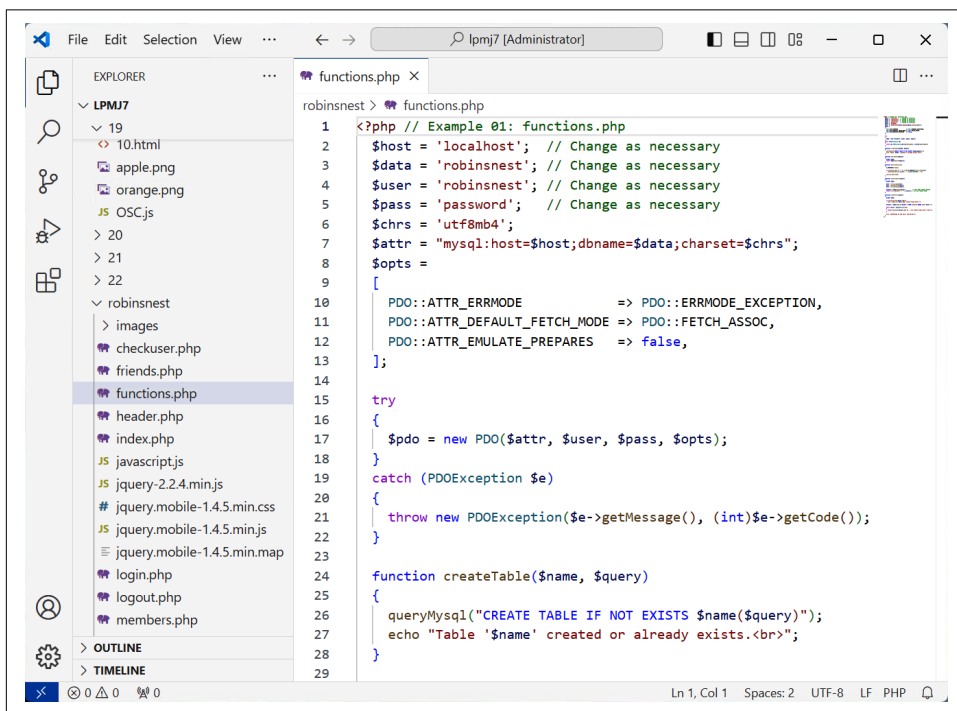 File Edit Selection View ··· ← → lpmj7 [Administrator]
EXPLORER ···
LPMJ7
19
10.html
apple.png
orange.png
JS OSC.js
20
21
22
robinsnest
images
checkuser.php
friends.php
functions.php
header.php
index.php
JS javascript.js
JS jquery-2.2.4.min.js
# jquery.mobile-1.4.5.min.css
JS jquery.mobile-1.4.5.min.js
jquery.mobile-1.4.5.min.map
login.php
logout.php
members.php
OUTLINE
TIMELINE
functions.php ×
robinsnest > functions.php
1 <?php // Example 01: functions.php
2 $host = 'localhost';  // Change as necessary
3 $data = 'robinsnest'; // Change as necessary
4 $user = 'robinsnest'; // Change as necessary
5 $pass = 'password';   // Change as necessary
6 $chrs = 'utf8mb4';
7 $attr = "mysql:host=$host;dbname=$data;charset=$chrs";
8 $opts =
9 [
10 PDO::ATTR_ERRMODE            => PDO::ERRMODE_EXCEPTION,
11 PDO::ATTR_DEFAULT_FETCH_MODE => PDO::FETCH_ASSOC,
12 PDO::ATTR_EMULATE_PREPARES   => false,
13 ];
14
15 try
16 {
17 $pdo = new PDO($attr, $user, $pass, $opts);
18 }
19 catch (PDOException $e)
20 {
21 throw new PDOException($e->getMessage(), (int)$e->getCode());
22 }
23
24 function createTable($name, $query)
25 {
26 queryMysql("CREATE TABLE IF NOT EXISTS $name($query)");
27 echo "Table '$name' created or already exists.<br>";
28 }
29
0 0 0 Ln 1, Col 1 Spaces: 2 UTF-8 LF PHP